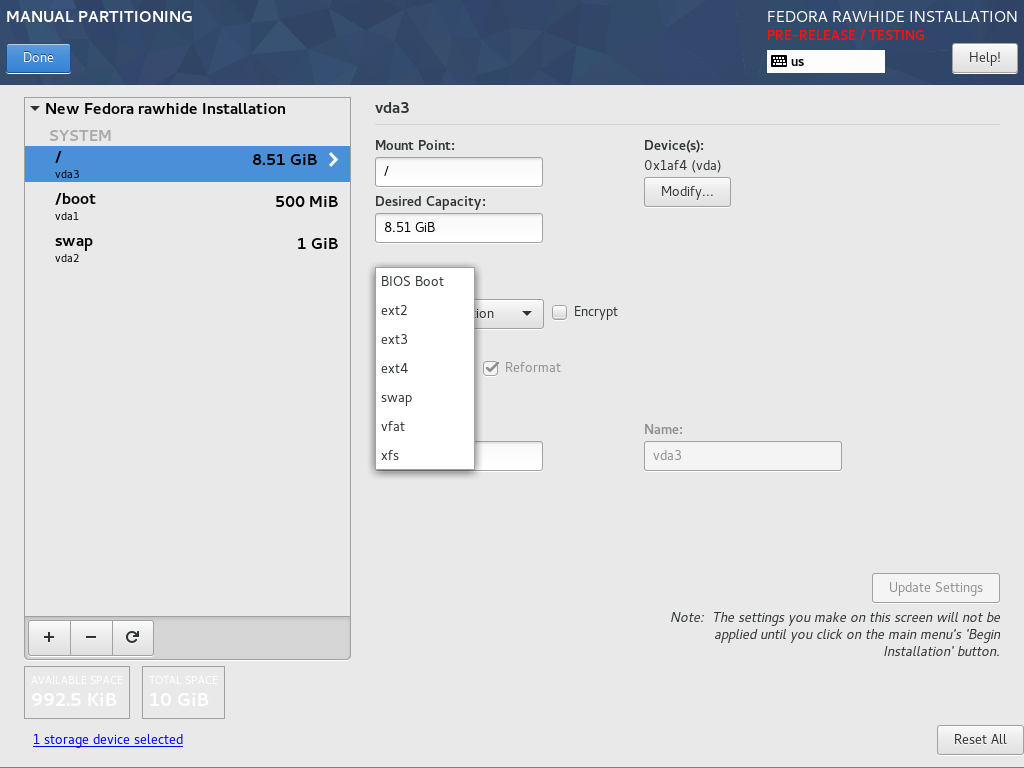 MANUAL PARTITIONING
FEDORA RAWHIDE INSTALLATION
PRE-RELEASE / TESTING
Done
us
Help!
New Fedora rawhide Installation
SYSTEM
/
8.51 GiB
vda3
/boot
500 MiB
vda1
swap
1 GiB
vda2
vda3
Mount Point:
/
Desired Capacity:
8.51 GiB
Device(s):
0x1af4 (vda)
Modify...
BIOS Boot
ext2
ext3
ext4
swap
vfat
xfs
Encrypt
Reformat
Name:
vda3
Update Settings
Note: The settings you make on this screen will not be
applied until you click on the main menu's 'Begin
Installation' button.
+ −
AVAILABLE SPACE
992.5 KiB
TOTAL SPACE
10 GiB
1 storage device selected
Reset All